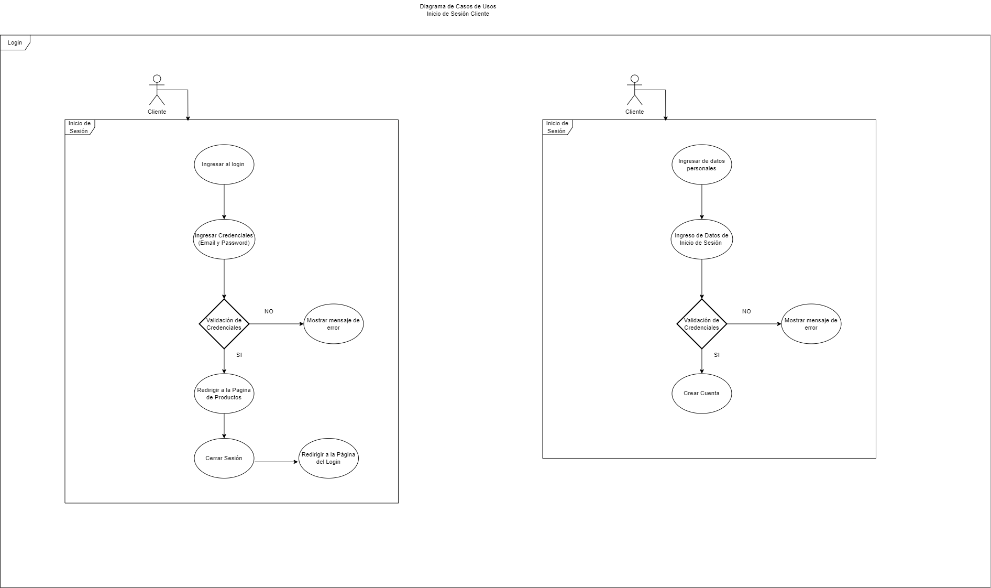 Diagrama de Casos de Usos
Inicio de Sesión Cliente
Login
Cliente
Inicio de
Sesión
Ingresar al login
Ingresar Credenciales
(Email y Password)
Validación de
Credenciales
NO
Mostrar mensaje de
error
SI
Redirigir a la Pagina
de Productos
Cerrar Sesión
Redirigir a la Página
del Login
Cliente
Inicio de
Sesión
Ingresar de datos
personales
Ingreso de Datos de
Inicio de Sesión
Validación de
Credenciales
NO
Mostrar mensaje de
error
SI
Crear Cuenta